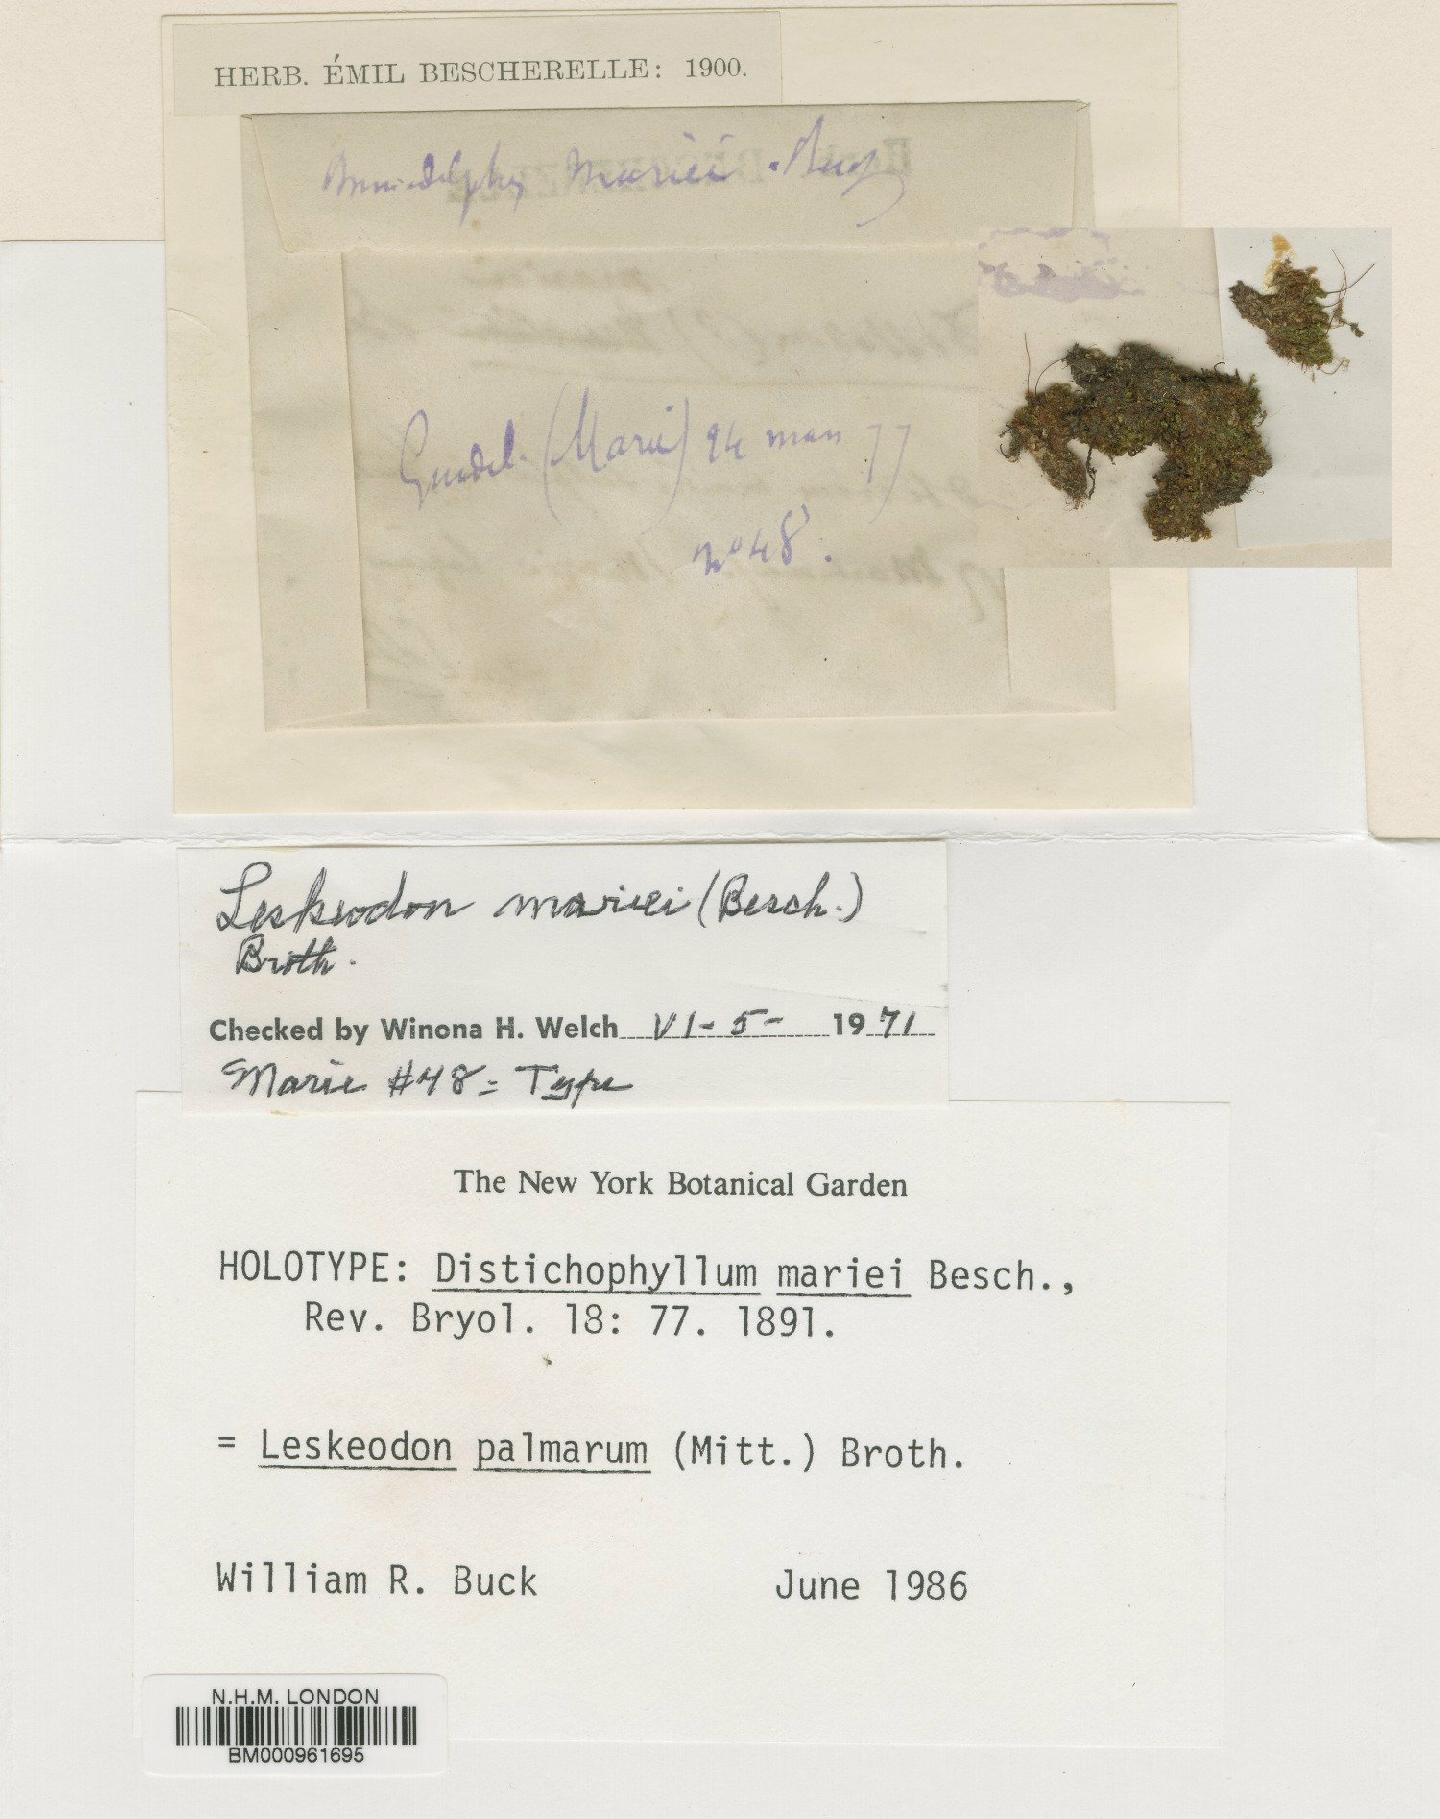 HERB. ÉMIL BESCHERELLE: 1900.
Mariei
Guadel. (Marie) 24 mars 77
nº 48.
Leskeodon mariei (Besch.)
Broth.
Checked by Winona H. Welch VI-5- 1971
Marie #48 = Type
The New York Botanical Garden
HOLOTYPE: Distichophyllum mariei Besch.,
Rev. Bryol. 18: 77. 1891.
= Leskeodon palmarum (Mitt.) Broth.
William R. Buck June 1986
N.H.M. LONDON
BM000961695